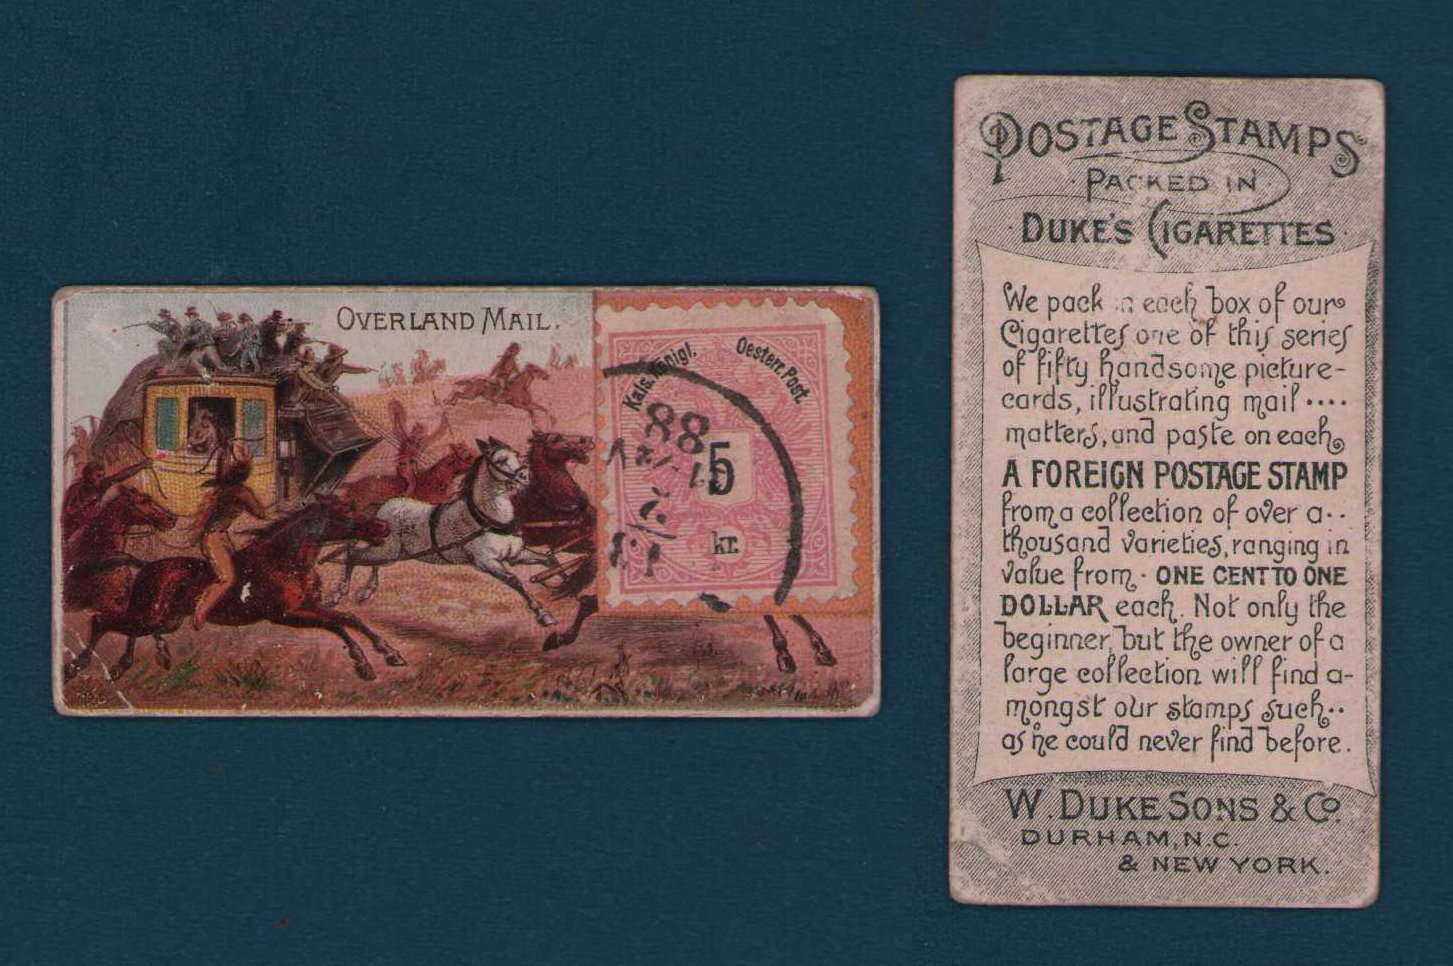 OVERLAND MAIL.
Kais. Königl. Oesterr. Post.
88
5
kr.
POSTAGE STAMPS
PACKED IN
DUKE'S CIGARETTES
We pack in each box of our
Cigarettes one of this series
of fifty handsome picture-
cards, illustrating mail ····
matters, and paste on each
A FOREIGN POSTAGE STAMP
from a collection of over a··
thousand varieties, ranging in
value from · ONE CENT TO ONE
DOLLAR each. Not only the
beginner, but the owner of a
large collection will find a-
mongst our stamps such··
as he could never find before.
W. DUKE SONS & Co.
DURHAM, N.C.
& NEW YORK.